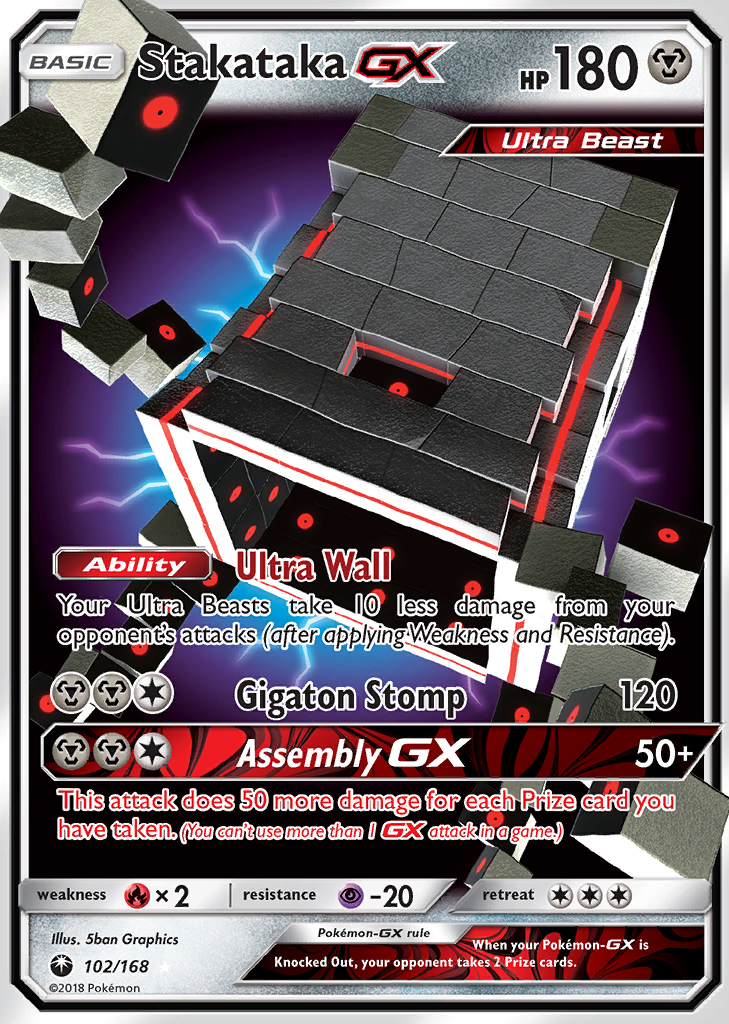 BASIC Stakataka GX HP 180
Ultra Beast
Ability Ultra Wall
Your Ultra Beasts take 10 less damage from your
opponent's attacks (after applying Weakness and Resistance).
Gigaton Stomp 120
Assembly GX 50+
This attack does 50 more damage for each Prize card you
have taken. (You can't use more than 1 GX attack in a game.)
weakness ×2 resistance -20 retreat
Illus. 5ban Graphics
Pokémon-GX rule
When your Pokémon-GX is
Knocked Out, your opponent takes 2 Prize cards.
102/168
©2018 Pokémon